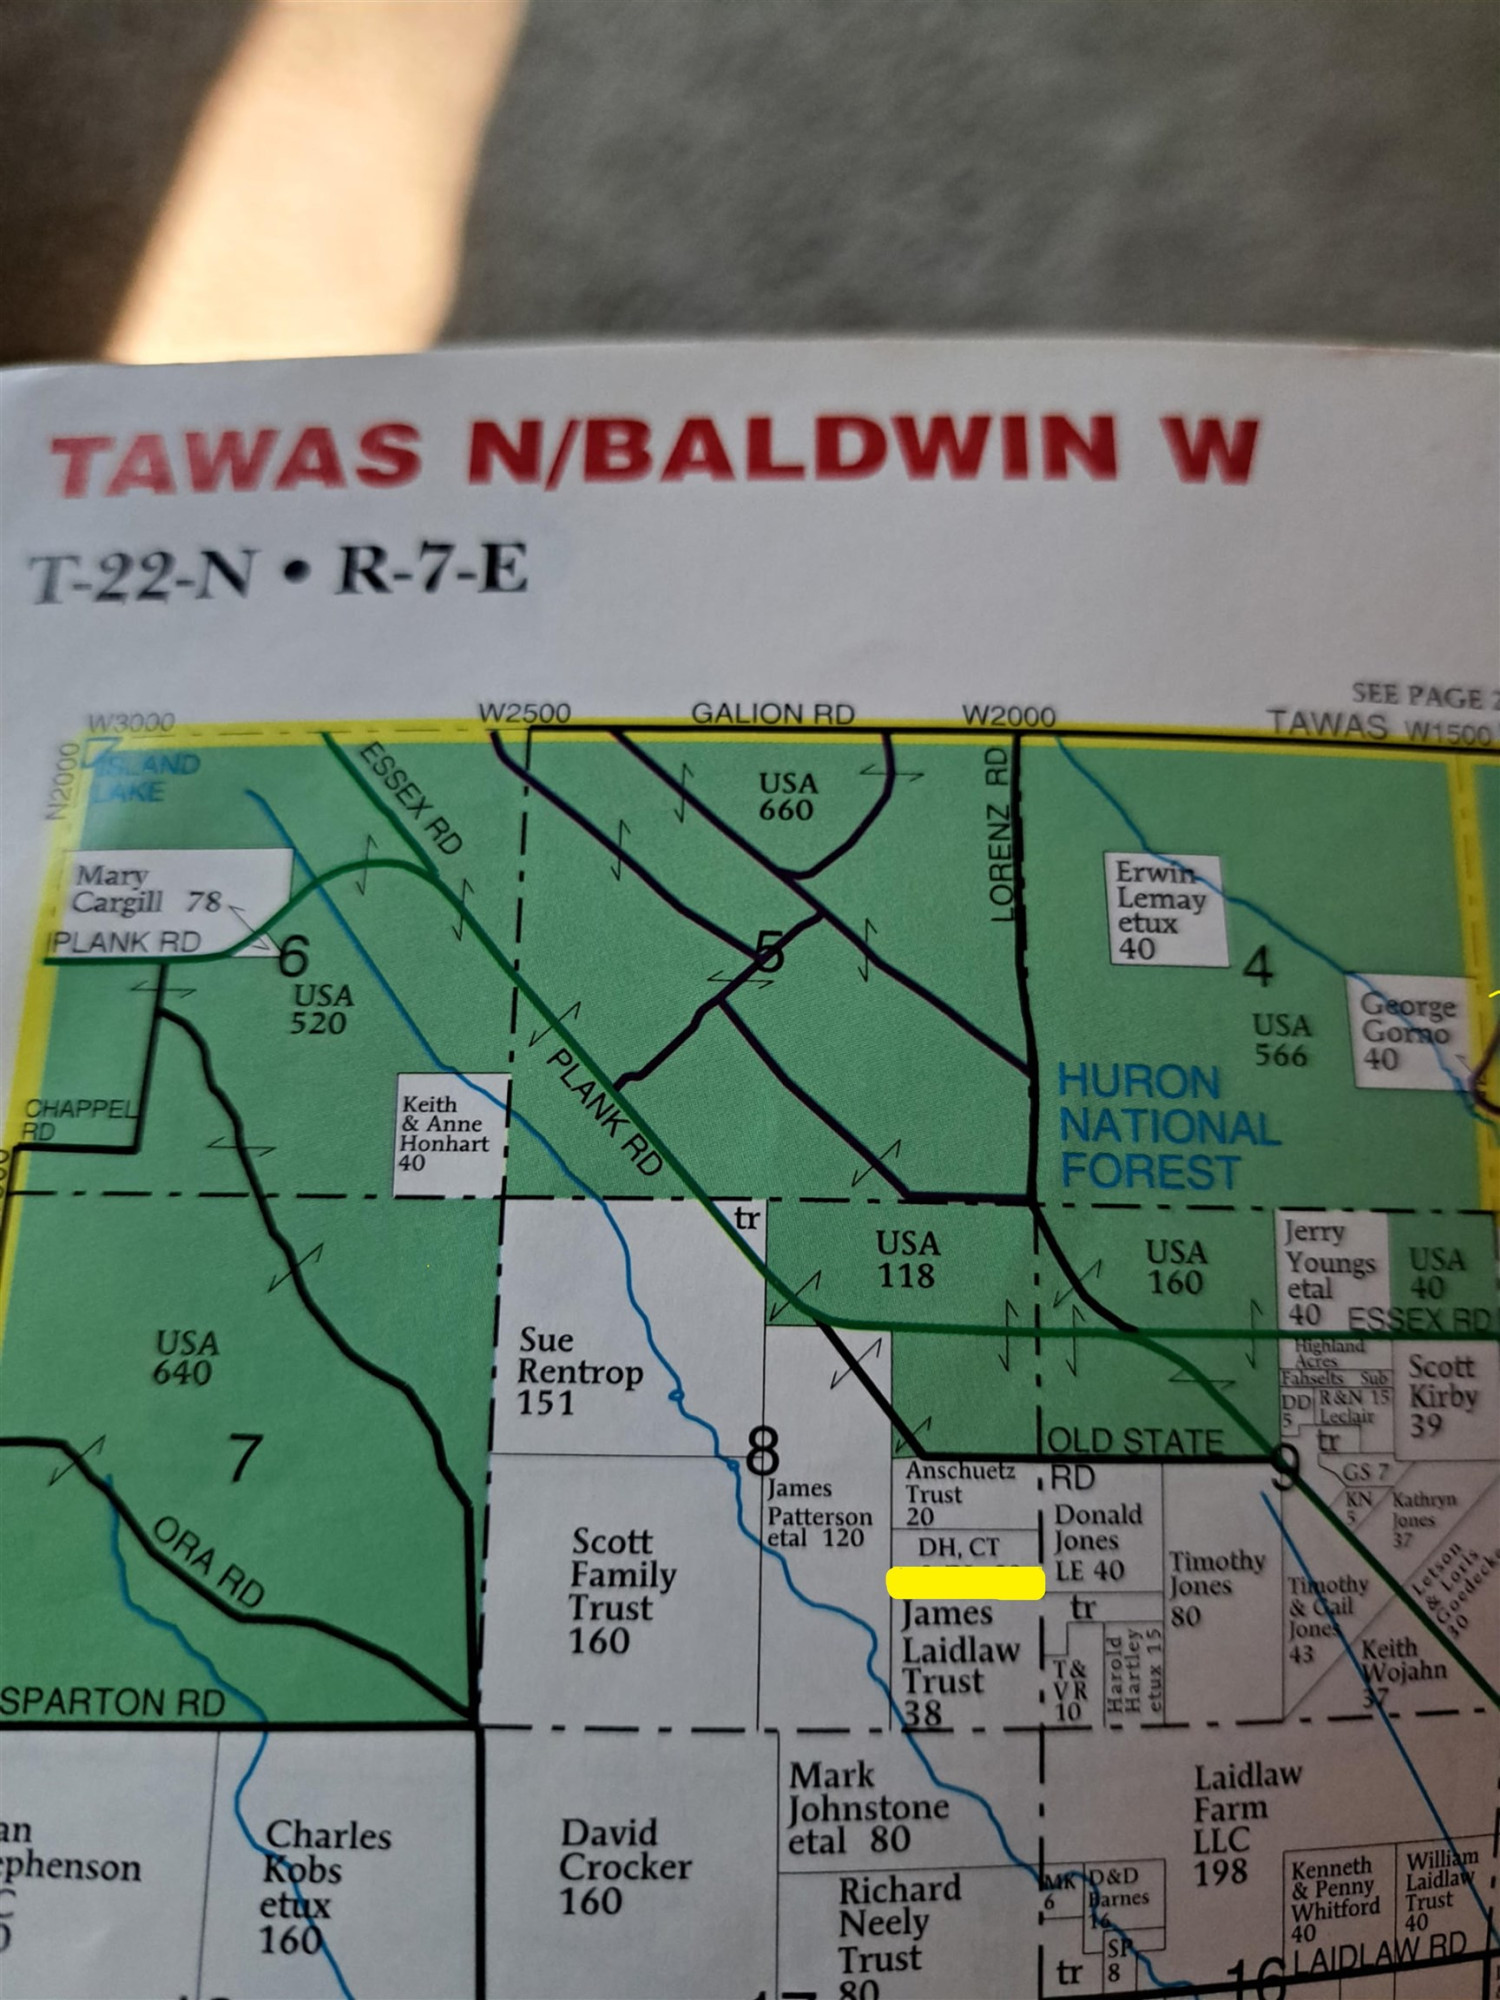 TAWAS N/BALDWIN W
T-22-N • R-7-E
SEE PAGE 2
W3000
W2500
GALION RD
W2000
TAWAS
W1500
N2000
ISLAND
LAKE
ESSEX RD
USA
660
LORENZ RD
Mary
Cargill 78
PLANK RD
6
USA
520
5
Erwin
Lemay
etux
40
4
USA
566
George
Gorno
40
CHAPPEL
RD
Keith
& Anne
Honhart
40
PLANK RD
HURON
NATIONAL
FOREST
tr
USA
118
USA
160
Jerry
Youngs
etal
40
USA
40
ESSEX RD
USA
640
7
Sue
Rentrop
151
8
Highland
Acres
Fahselts Sub
DD
5
R&N 15
Leclair
tr
Scott
Kirby
39
OLD STATE
RD
9
GS 7
KN
5
Kathryn
Jones
37
Letson
& Loris
Goedecke
30
Anschuetz
Trust
20
DH, CT
James
Patterson
etal 120
Donald
Jones
LE 40
tr
Timothy
Jones
80
Timothy
& Gail
Jones
43
Keith
Wojahn
37
ORA RD
Scott
Family
Trust
160
James
Laidlaw
Trust
38
T&
VR
10
Harold
Hartley
etux 15
SPARTON RD
an
ephenson
Charles
Kobs
etux
160
David
Crocker
160
Mark
Johnstone
etal 80
Richard
Neely
Trust
80
Laidlaw
Farm
LLC
198
MK
6
D&D
Barnes
16
SP
8
tr
Kenneth
& Penny
Whitford
40
William
Laidlaw
Trust
40
LAIDLAW RD
16